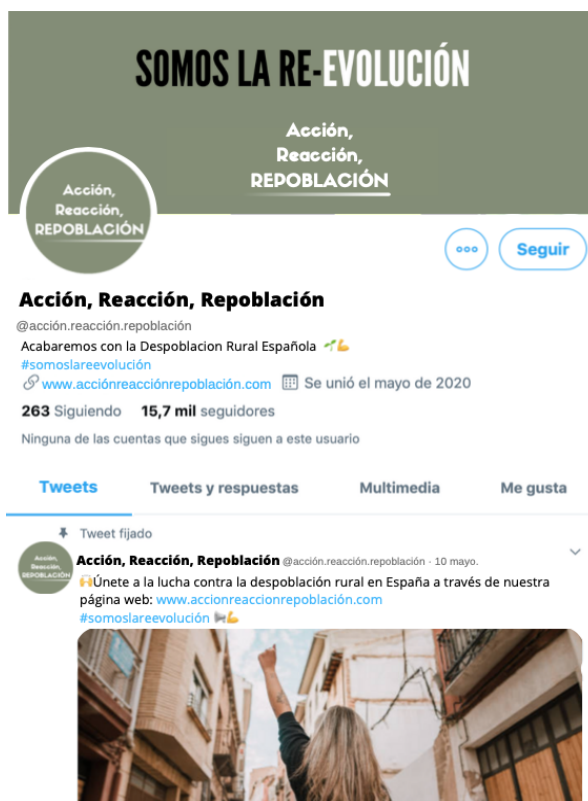 SOMOS LA RE-EVOLUCIÓN
Acción,
Reacción,
REPOBLACIÓN
Acción,
Reacción,
REPOBLACIÓN
Seguir
Acción, Reacción, Repoblación
@acción.reacción.repoblación
Acabaremos con la Despoblacion Rural Española 🌱💪
#somoslareevolución
www.acciónreacciónrepoblación.com Se unió el mayo de 2020
263 Siguiendo 15,7 mil seguidores
Ninguna de las cuentas que sigues siguen a este usuario
Tweets Tweets y respuestas Multimedia Me gusta
Tweet fijado
Acción,
Reacción,
REPOBLACIÓN
Acción, Reacción, Repoblación @acción.reacción.repoblación · 10 mayo.
🙌Únete a la lucha contra la despoblación rural en España a través de nuestra
página web: www.accionreaccionrepoblación.com
#somoslareevolución 📢💪